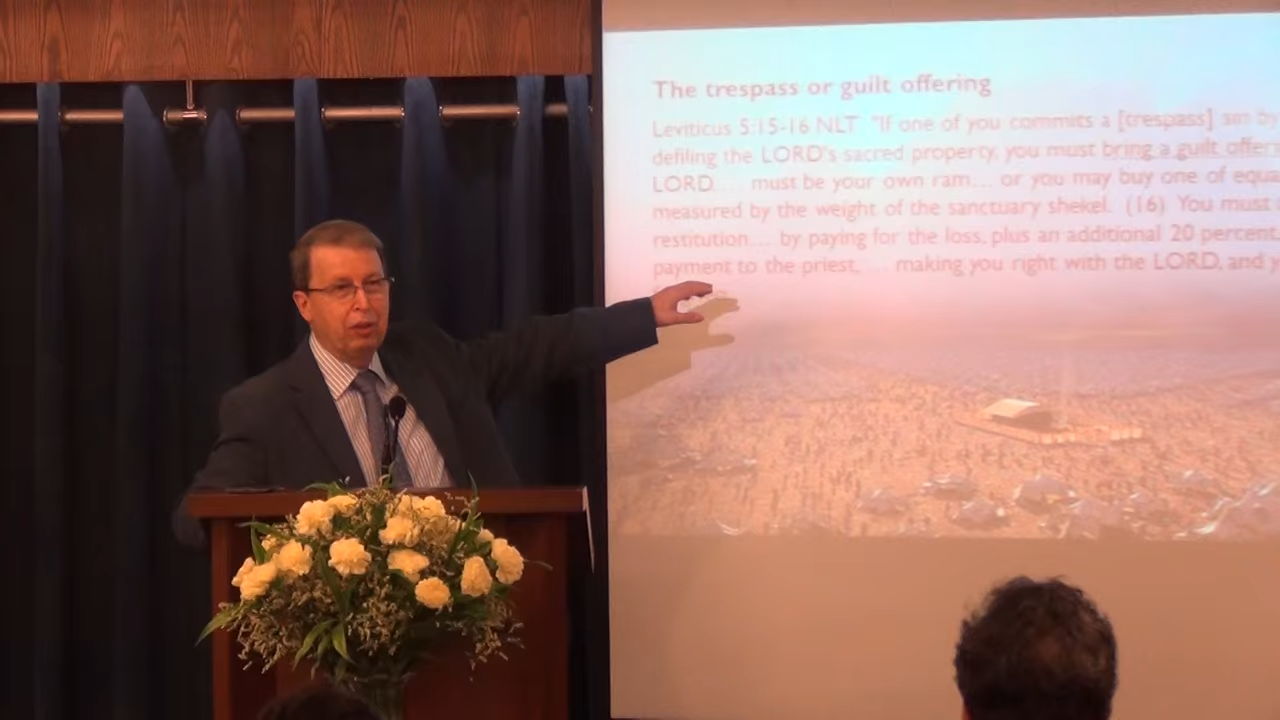 The trespass or guilt offering
Leviticus 5:15-16 NLT "If one of you commits a [trespass] sin by
defiling the LORD's sacred property, you must bring a guilt offeri
LORD.... must be your own ram... or you may buy one of equa
measured by the weight of the sanctuary shekel. (16) You must
restitution... by paying for the loss, plus an additional 20 percent.
payment to the priest, ... making you right with the LORD, and y